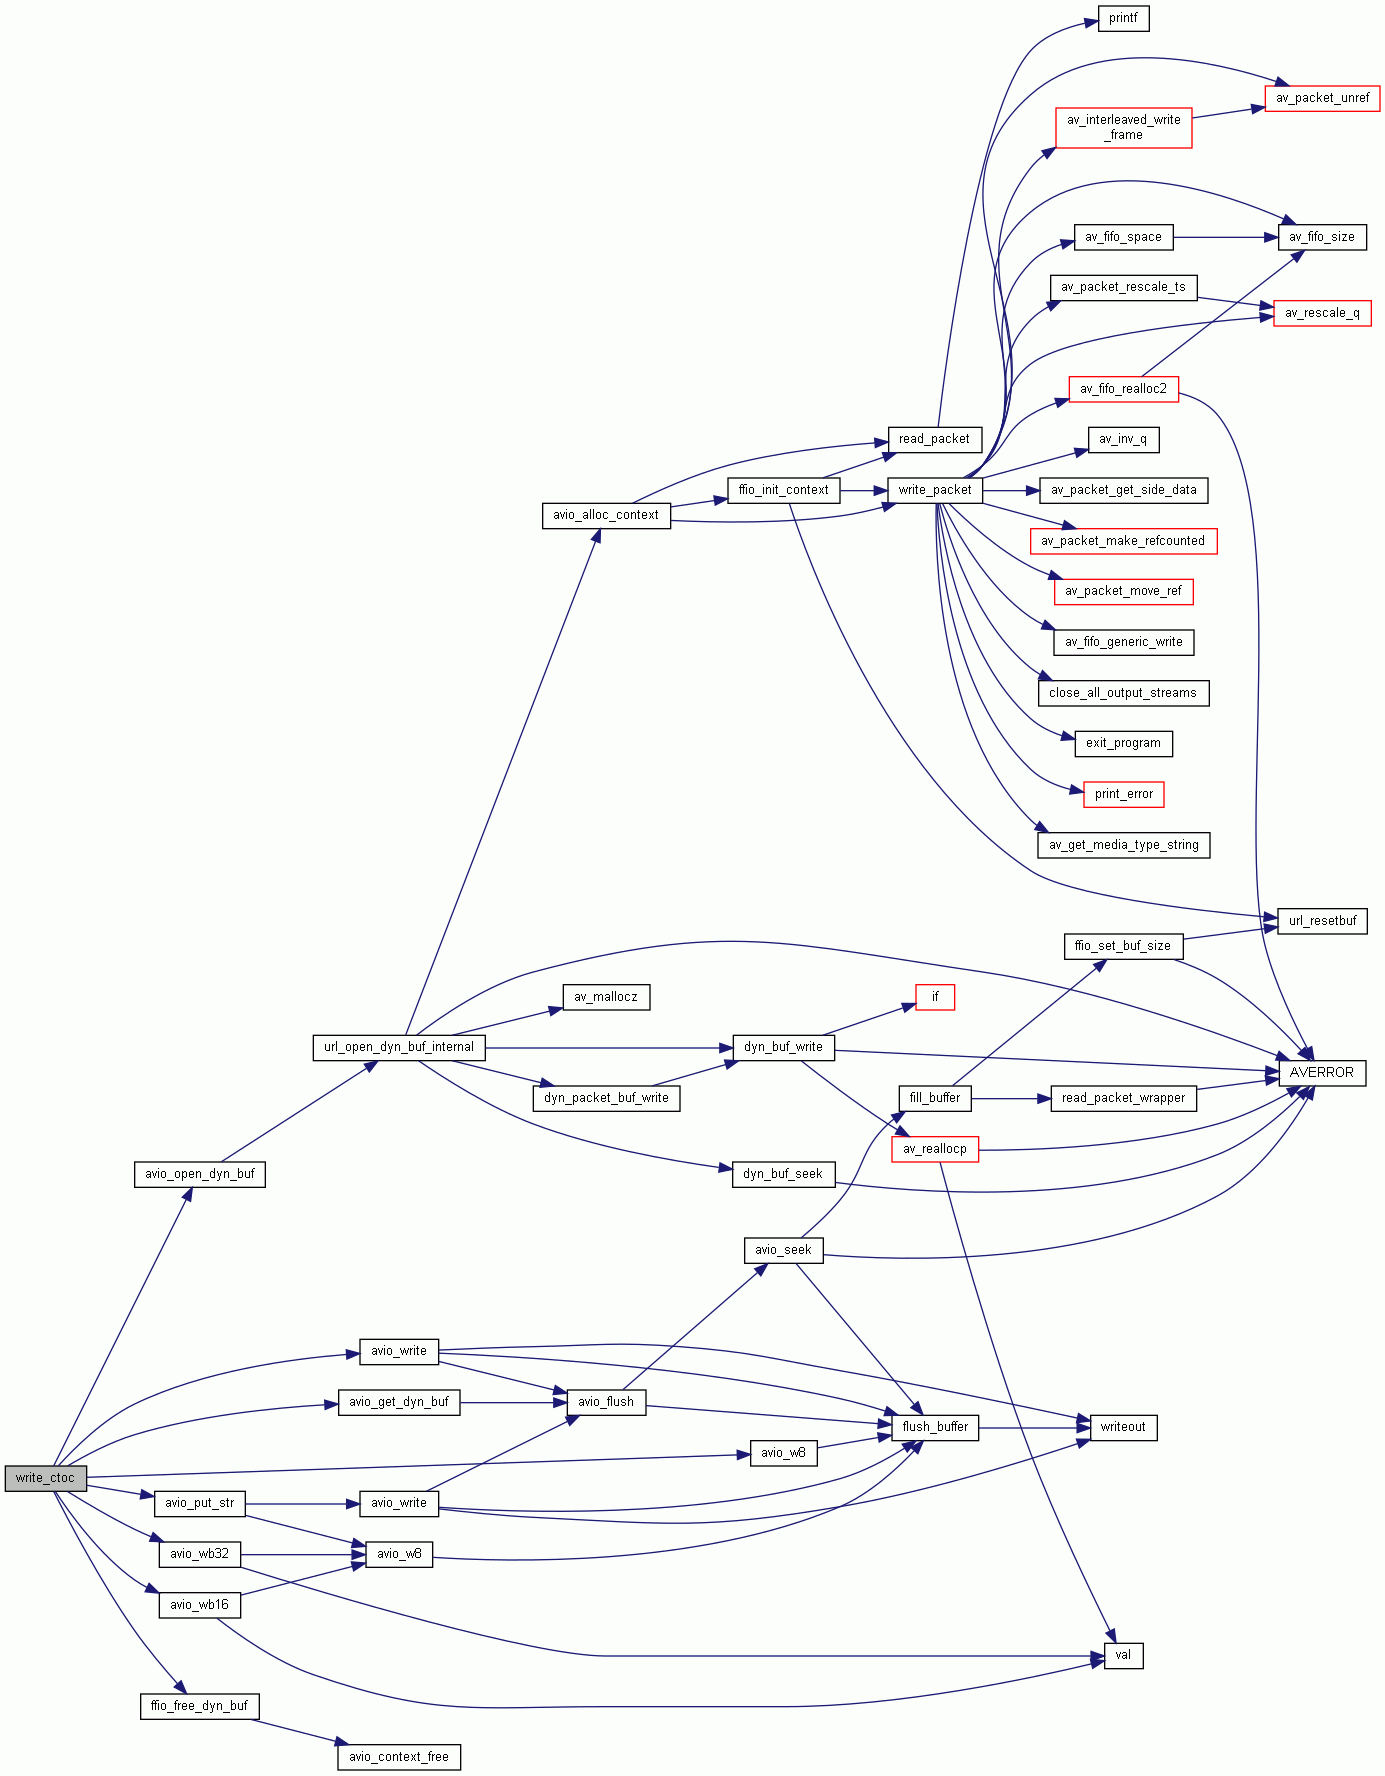 printf
av_packet_unref
av_interleaved_write
_frame
av_fifo_space
av_fifo_size
av_packet_rescale_ts
av_rescale_q
av_fifo_realloc2
read_packet
av_inv_q
ffio_init_context
write_packet
av_packet_get_side_data
avio_alloc_context
av_packet_make_refcounted
av_packet_move_ref
av_fifo_generic_write
close_all_output_streams
exit_program
print_error
av_get_media_type_string
url_resetbuf
ffio_set_buf_size
av_mallocz
if
url_open_dyn_buf_internal
dyn_buf_write
AVERROR
dyn_packet_buf_write
fill_buffer
read_packet_wrapper
av_reallocp
avio_open_dyn_buf
dyn_buf_seek
avio_seek
avio_write
avio_get_dyn_buf
avio_flush
flush_buffer
writeout
avio_w8
write_ctoc
avio_put_str
avio_write
avio_wb32
avio_w8
avio_wb16
val
ffio_free_dyn_buf
avio_context_free